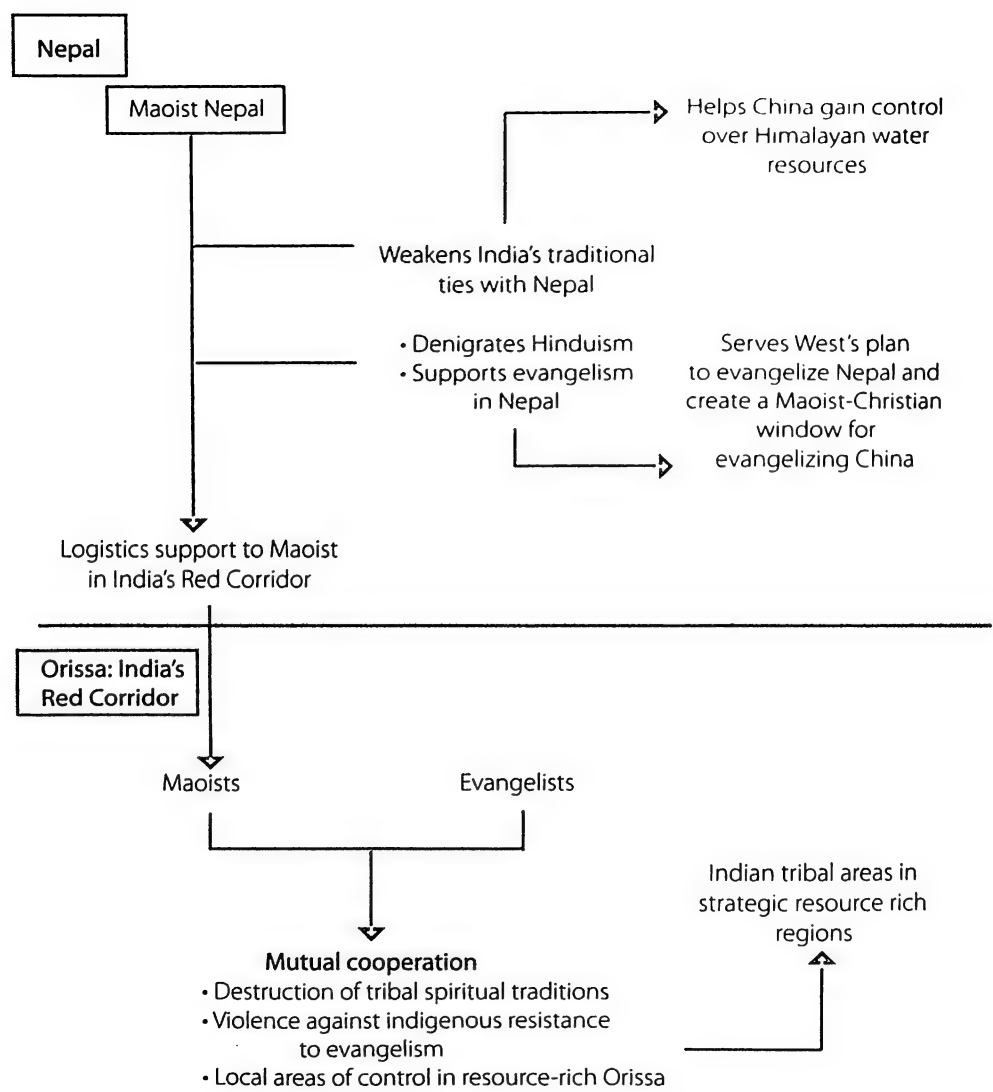 Nepal
Maoist Nepal
Helps China gain control
over Himalayan water
resources
Weakens India's traditional
ties with Nepal
• Denigrates Hinduism
• Supports evangelism
in Nepal
Serves West's plan
to evangelize Nepal and
create a Maoist-Christian
window for
evangelizing China
Logistics support to Maoist
in India's Red Corridor
Orissa: India's
Red Corridor
Maoists
Evangelists
Indian tribal areas in
strategic resource rich
regions
Mutual cooperation
• Destruction of tribal spiritual traditions
• Violence against indigenous resistance
to evangelism
• Local areas of control in resource-rich Orissa